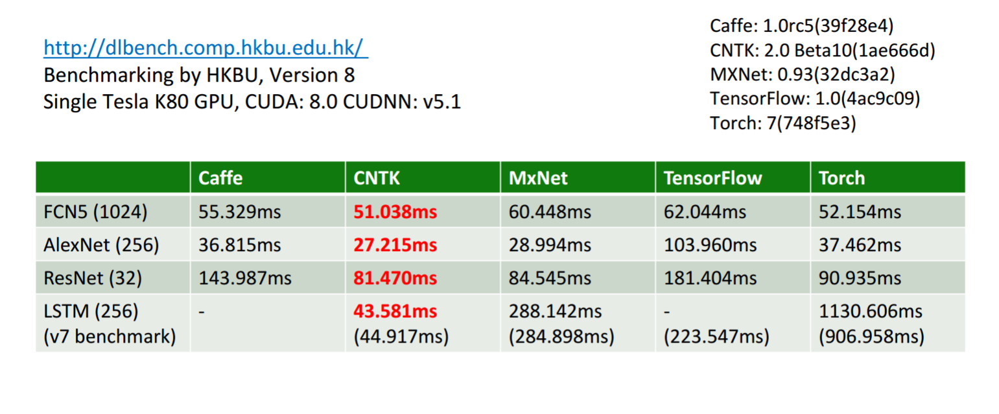 http://dlbench.comp.hkbu.edu.hk/
Benchmarking by HKBU, Version 8
Single Tesla K80 GPU, CUDA: 8.0 CUDNN: v5.1
Caffe: 1.0rc5(39f28e4)
CNTK: 2.0 Beta10(1ae666d)
MXNet: 0.93(32dc3a2)
TensorFlow: 1.0(4ac9c09)
Torch: 7(748f5e3)
Caffe CNTK MxNet TensorFlow Torch
FCN5 (1024) 55.329ms 51.038ms 60.448ms 62.044ms 52.154ms
AlexNet (256) 36.815ms 27.215ms 28.994ms 103.960ms 37.462ms
ResNet (32) 143.987ms 81.470ms 84.545ms 181.404ms 90.935ms
LSTM (256) - 43.581ms 288.142ms - 1130.606ms
(v7 benchmark) (44.917ms) (284.898ms) (223.547ms) (906.958ms)